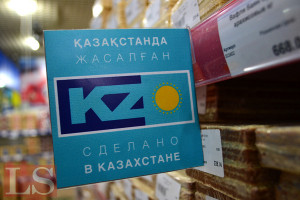 ҚАЗАҚСТАНДА
ЖАСАЛҒАН
KZ
СДЕЛАНО
В КАЗАХСТАНЕ
668.
LS